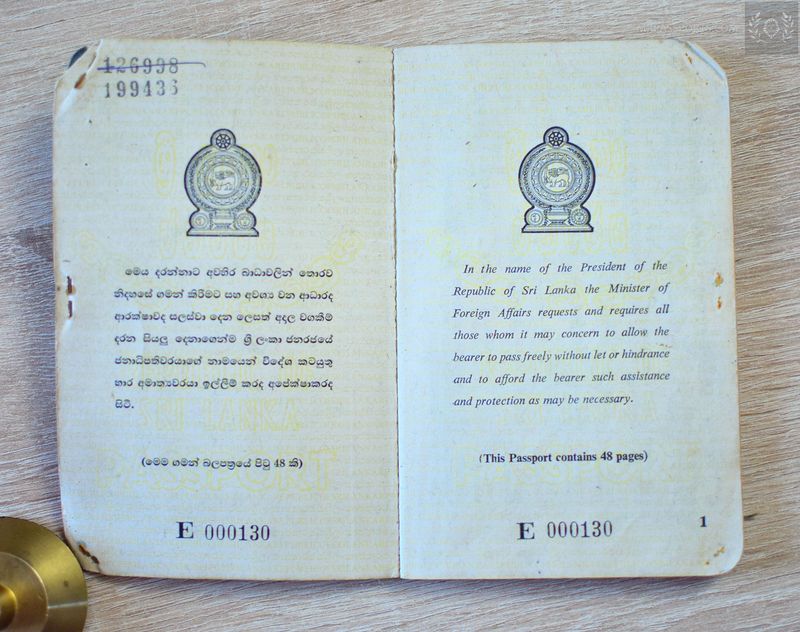 126998
199436
මෙය දරන්නාට අවහිර බාධාවලින් තොරව
නිදහසේ ගමන් කිරීමට සහ අවශ්‍ය වන ආධාරද
ආරක්ෂාවද සලස්වා දෙන ලෙසත් අදාල වගකීම්
දරන සියලු දෙනාගෙන්ම ශ්‍රී ලංකා ජනරජයේ
ජනාධිපතිවරයාගේ නාමයෙන් විදේශ කටයුතු
භාර අමාත්‍යවරයා ඉල්ලීම් කරද අපේක්ෂාකරද
සිටී.
(මෙම ගමන් බලපත්‍රයේ පිටු 48 කි)
E 000130
In the name of the President of the
Republic of Sri Lanka the Minister of
Foreign Affairs requests and requires all
those whom it may concern to allow the
bearer to pass freely without let or hindrance
and to afford the bearer such assistance
and protection as may be necessary.
(This Passport contains 48 pages)
E 000130
1